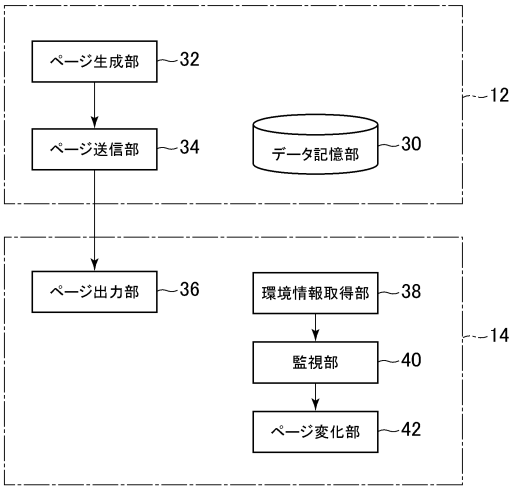 ページ生成部 32
12
ページ送信部 34
データ記憶部 30
ページ出力部 36
環境情報取得部 38
14
監視部 40
ページ変化部 42